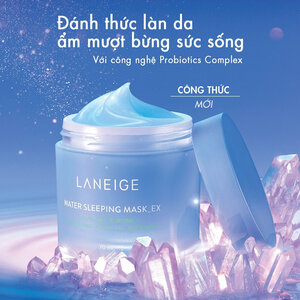 Đánh thức làn da
ẩm mượt bừng sức sống
Với công nghệ Probiotics Complex
CÔNG THỨC
MỚI
LANEIGE
WATER SLEEPING MASK_EX